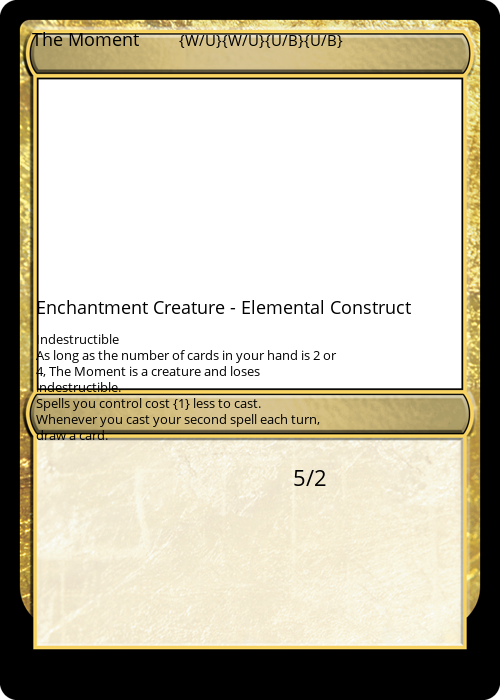 The Moment {W/U}{W/U}{U/B}{U/B}
Enchantment Creature - Elemental Construct
Indestructible
As long as the number of cards in your hand is 2 or
4, The Moment is a creature and loses
Indestructible.
Spells you control cost {1} less to cast.
Whenever you cast your second spell each turn,
draw a card.
5/2